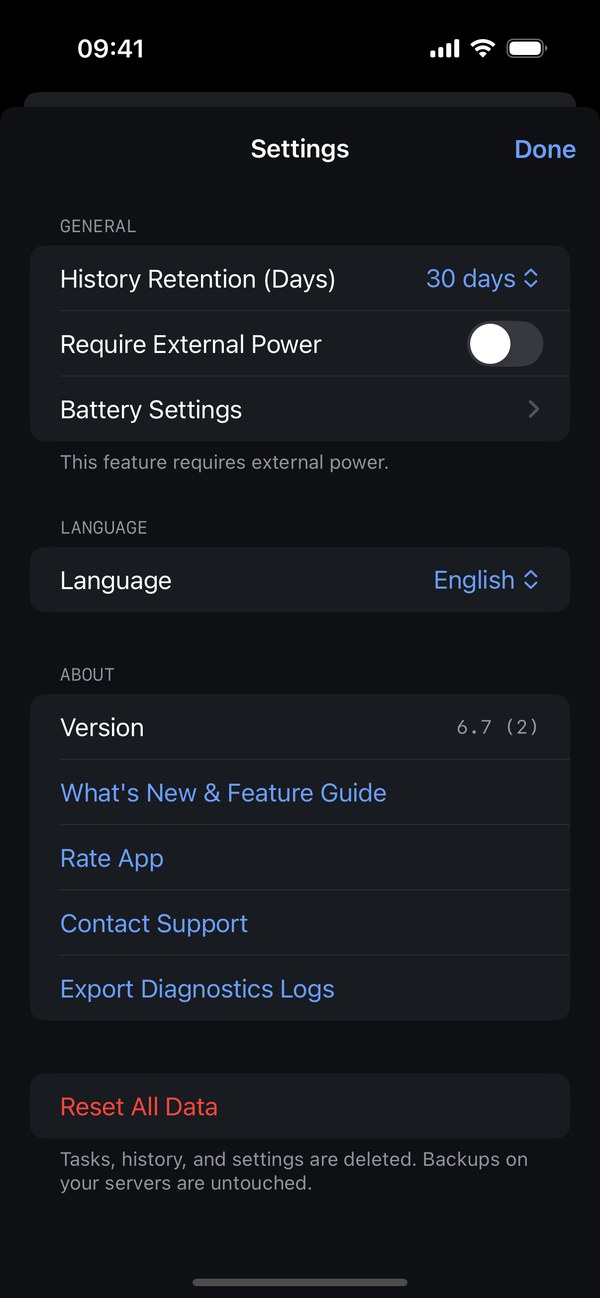 09:41
Settings
Done
GENERAL
History Retention (Days)
30 days
Require External Power
Battery Settings
This feature requires external power.
LANGUAGE
Language
English
ABOUT
Version
6.7 (2)
What's New & Feature Guide
Rate App
Contact Support
Export Diagnostics Logs
Reset All Data
Tasks, history, and settings are deleted. Backups on
your servers are untouched.